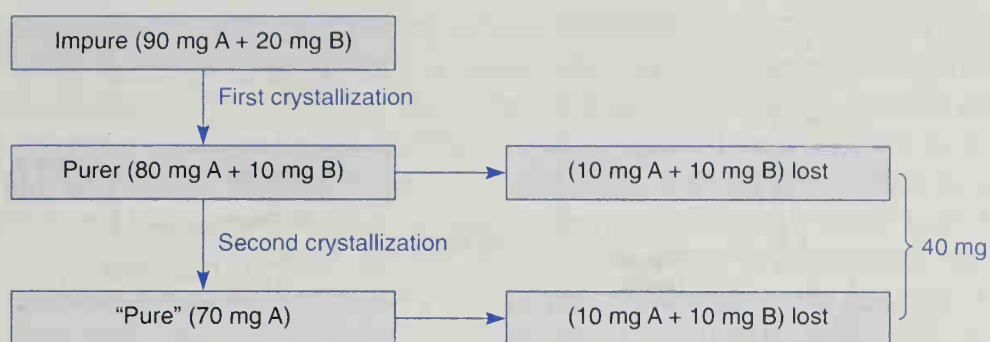 Impure (90 mg A + 20 mg B)
First crystallization
Purer (80 mg A + 10 mg B)
(10 mg A + 10 mg B) lost
Second crystallization
40 mg
“Pure” (70 mg A)
(10 mg A + 10 mg B) lost